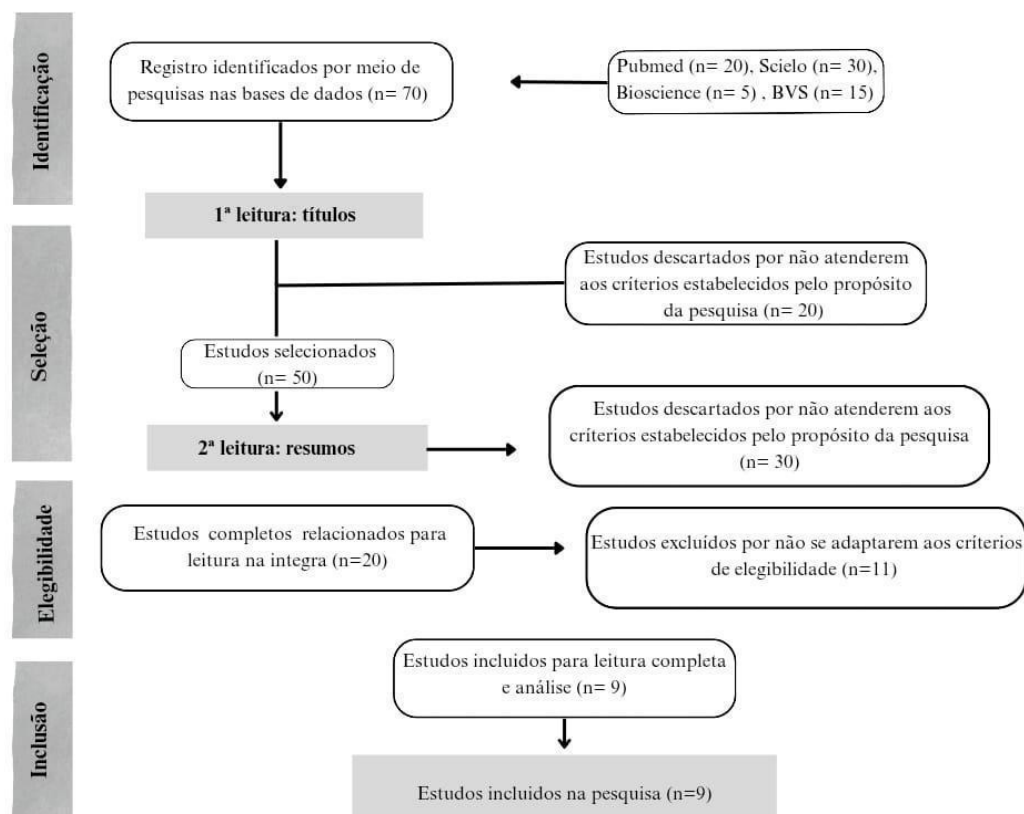 Identificação
Registro identificados por meio de
pesquisas nas bases de dados (n= 70)
Pubmed (n= 20), Scielo (n= 30),
Bioscience (n= 5) , BVS (n= 15)
1ª leitura: títulos
Seleção
Estudos descartados por não atenderem
aos críterios estabelecidos pelo propósito
da pesquisa (n= 20)
Estudos selecionados
(n= 50)
2ª leitura: resumos
Estudos descartados por não atenderem aos
críterios estabelecidos pelo propósito da pesquisa
(n= 30)
Elegibilidade
Estudos completos relacionados para
leitura na integra (n=20)
Estudos excluídos por não se adaptarem aos críterios
de elegibilidade (n=11)
Inclusão
Estudos incluidos para leitura completa
e análise (n= 9)
Estudos incluidos na pesquisa (n=9)